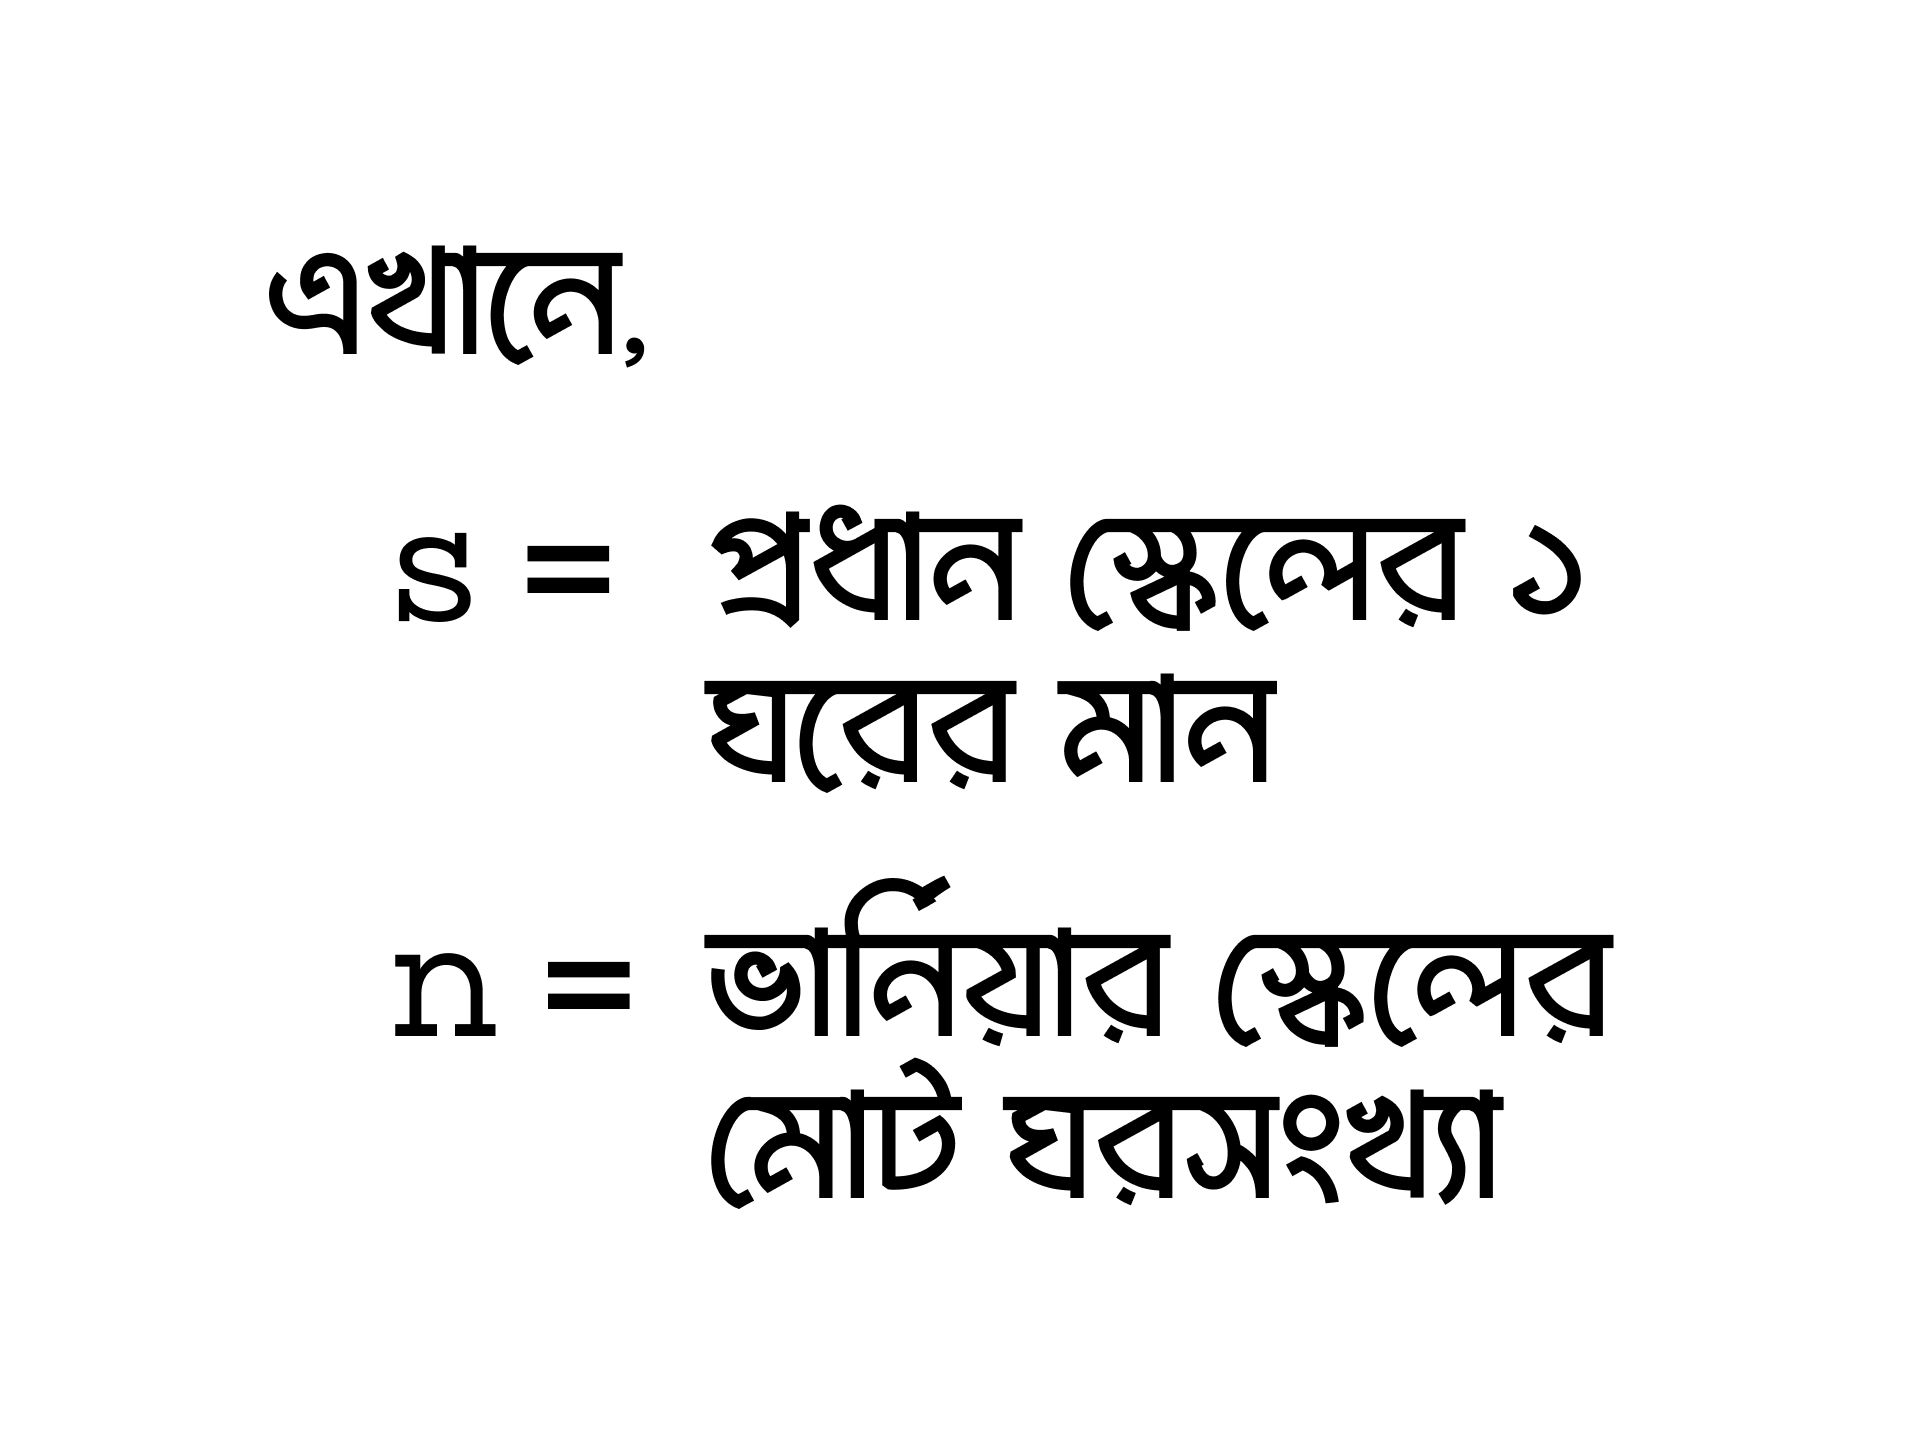 এখানে,
s = প্রধান স্কেলের ১
ঘরের মান
n = ভার্নিয়ার স্কেলের
মোট ঘরসংখ্যা